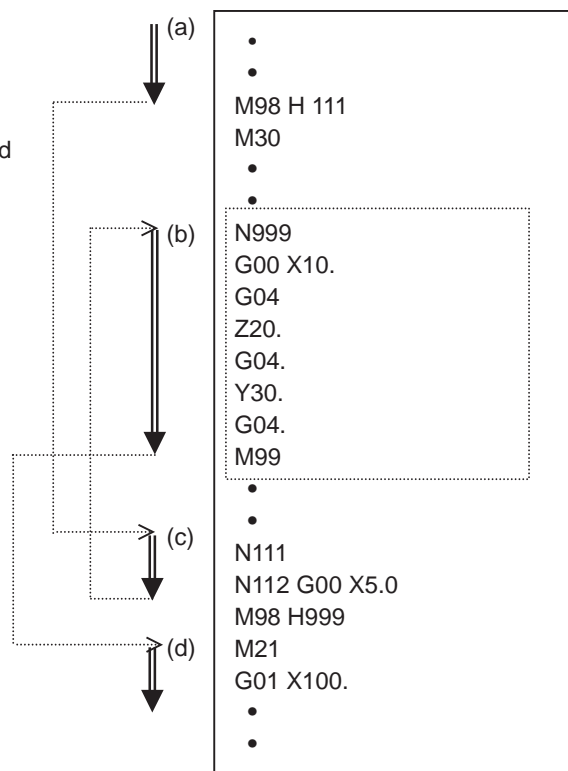 (a)
•
•
M98 H 111
M30
d
•
•
(b)
N999
G00 X10.
G04
Z20.
G04.
Y30.
G04.
M99
•
•
(c)
N111
N112 G00 X5.0
M98 H999
(d)
M21
G01 X100.
•
•